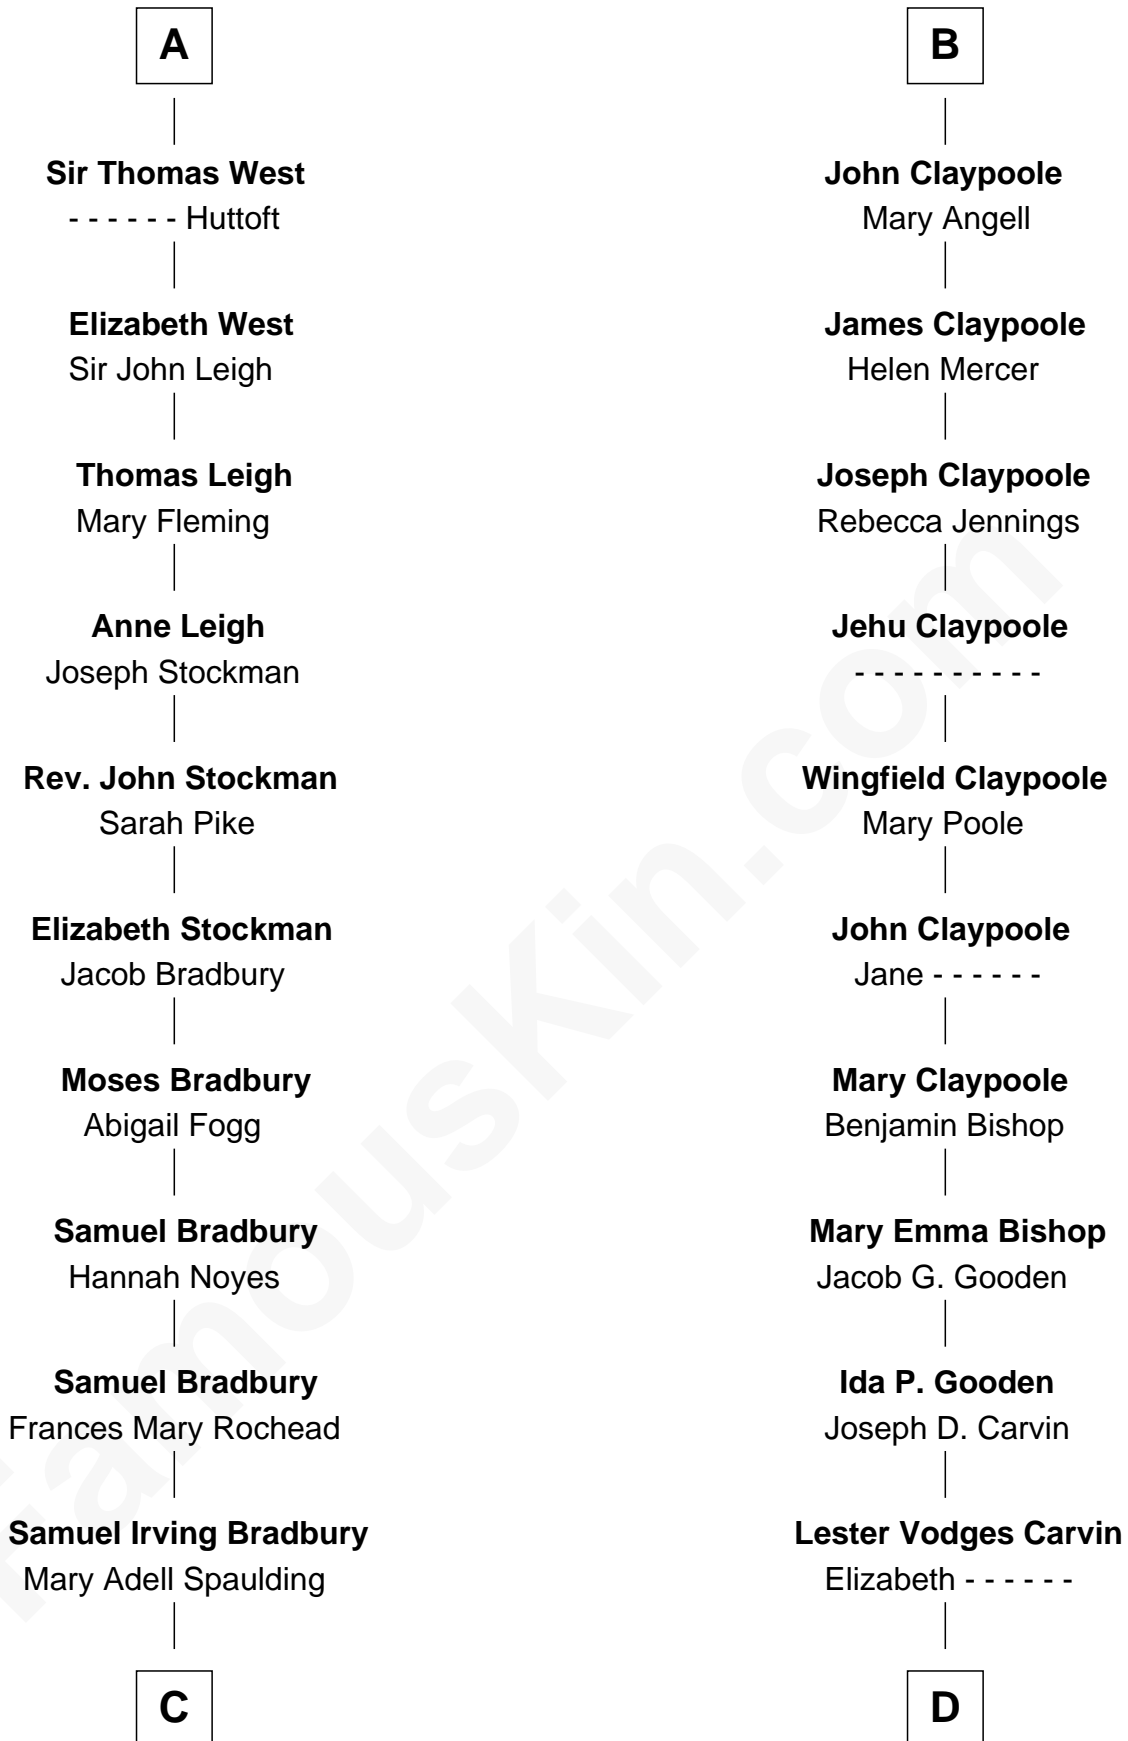 A
Sir Thomas West
- - - - - - Huttoft
Elizabeth West
Sir John Leigh
Thomas Leigh
Mary Fleming
Anne Leigh
Joseph Stockman
Rev. John Stockman
Sarah Pike
Elizabeth Stockman
Jacob Bradbury
Moses Bradbury
Abigail Fogg
Samuel Bradbury
Hannah Noyes
Samuel Bradbury
Frances Mary Rochead
Samuel Irving Bradbury
Mary Adell Spaulding
C
B
John Claypoole
Mary Angell
James Claypoole
Helen Mercer
Joseph Claypoole
Rebecca Jennings
Jehu Claypoole
- - - - - - - - - -
Wingfield Claypoole
Mary Poole
John Claypoole
Jane - - - - - -
Mary Claypoole
Benjamin Bishop
Mary Emma Bishop
Jacob G. Gooden
Ida P. Gooden
Joseph D. Carvin
Lester Vodges Carvin
Elizabeth - - - - - -
D
FamousKin.com